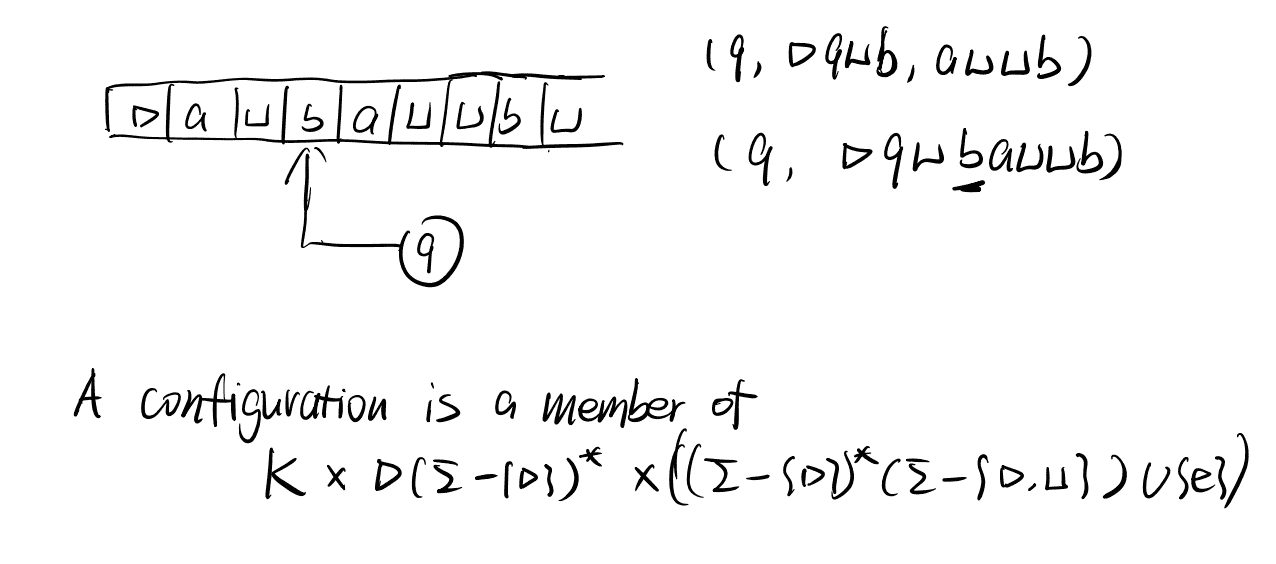 (q, ▷a⊔b, a⊔⊔b)
▷ a ⊔ b a ⊔ ⊔ b ⊔
(q, ▷a⊔ba⊔⊔b)
q
A configuration is a member of
K × ▷(Σ-{▷})* × ((Σ-{▷})*(Σ-{▷,⊔}) ∪ {e})